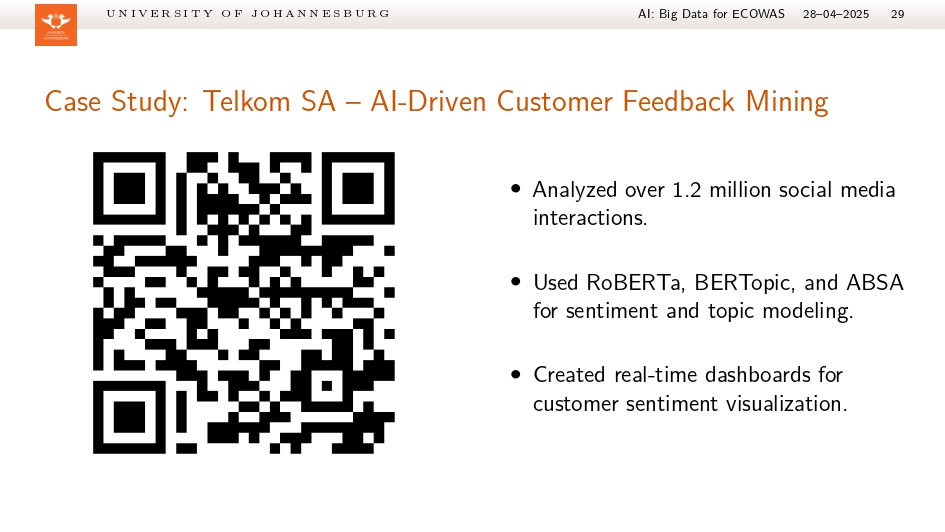 UNIVERSITY OF JOHANNESBURG
AI: Big Data for ECOWAS 28–04–2025 29
UNIVERSITY
JOHANNESBURG
Case Study: Telkom SA – AI-Driven Customer Feedback Mining
• Analyzed over 1.2 million social media
interactions.
• Used RoBERTa, BERTopic, and ABSA
for sentiment and topic modeling.
• Created real-time dashboards for
customer sentiment visualization.